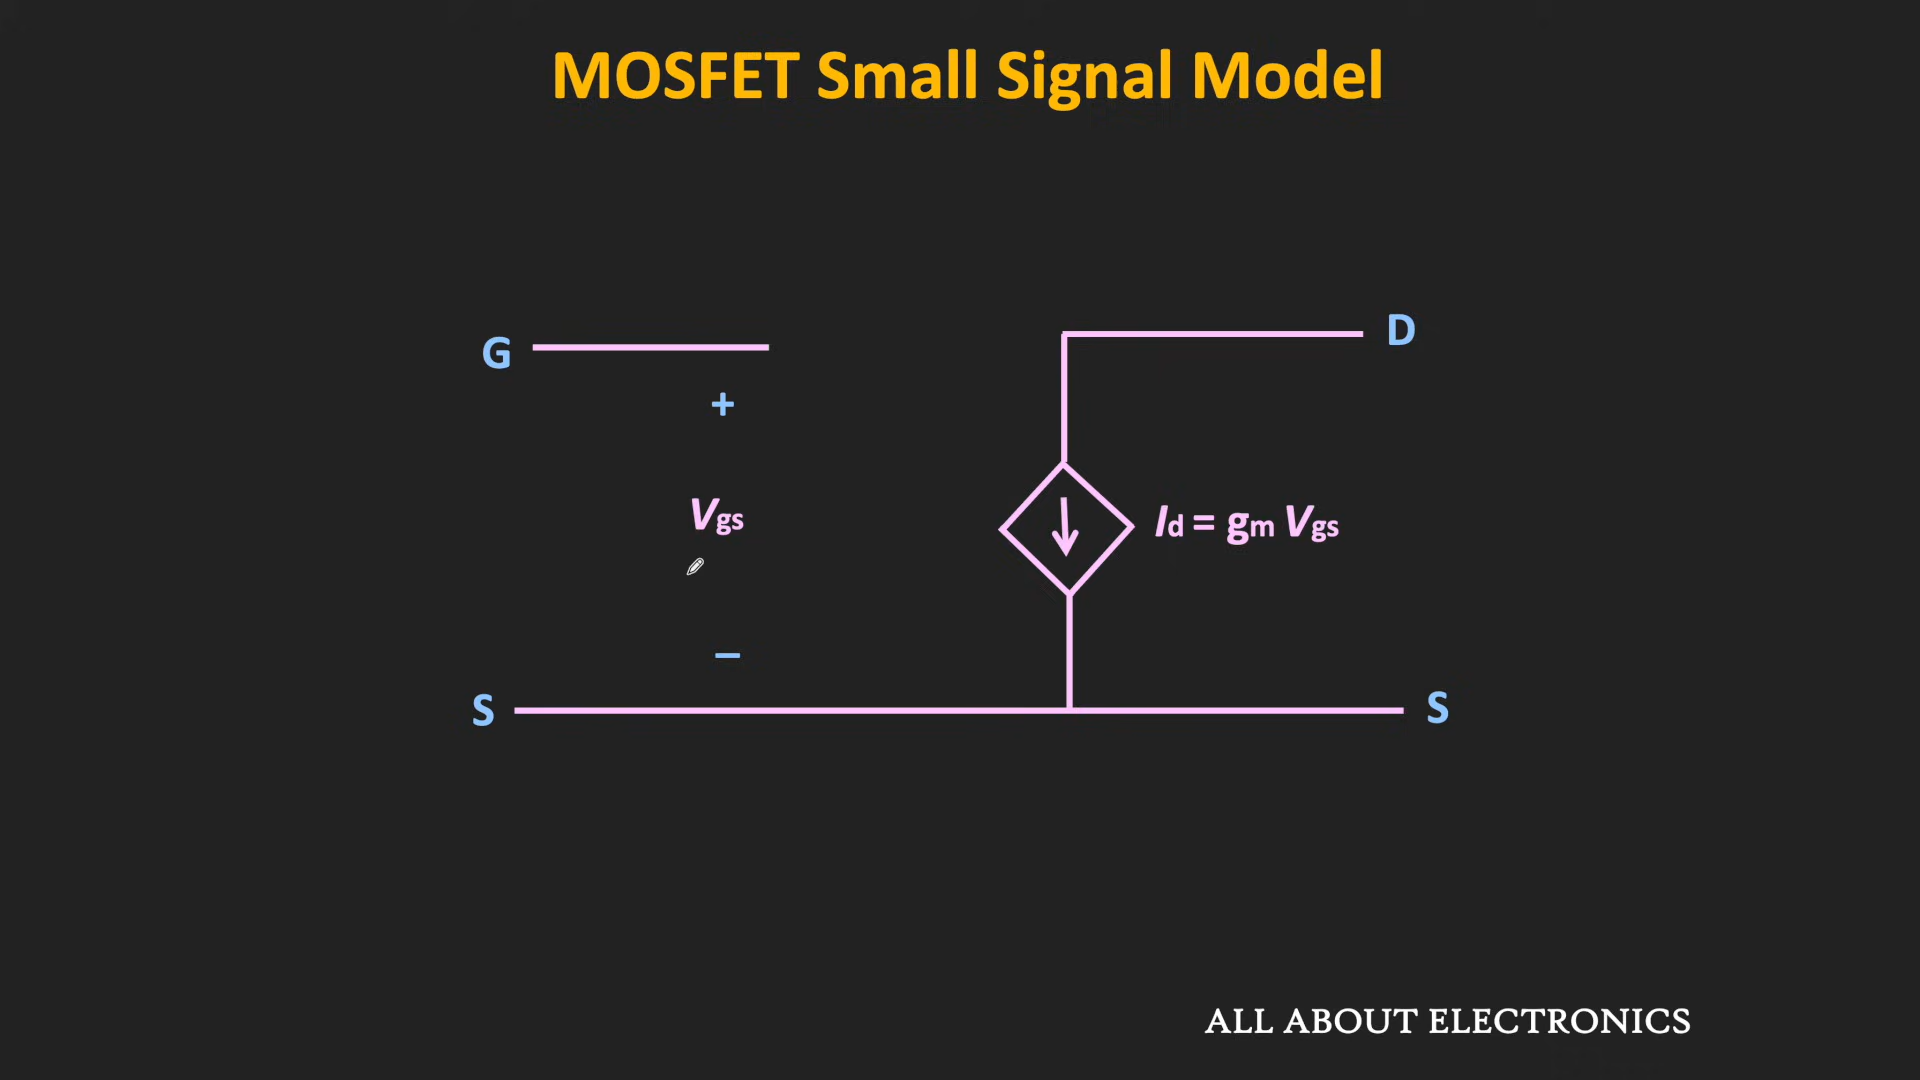 MOSFET Small Signal Model
G
D
+
Vgs
Id = gm Vgs
–
S
S
ALL ABOUT ELECTRONICS